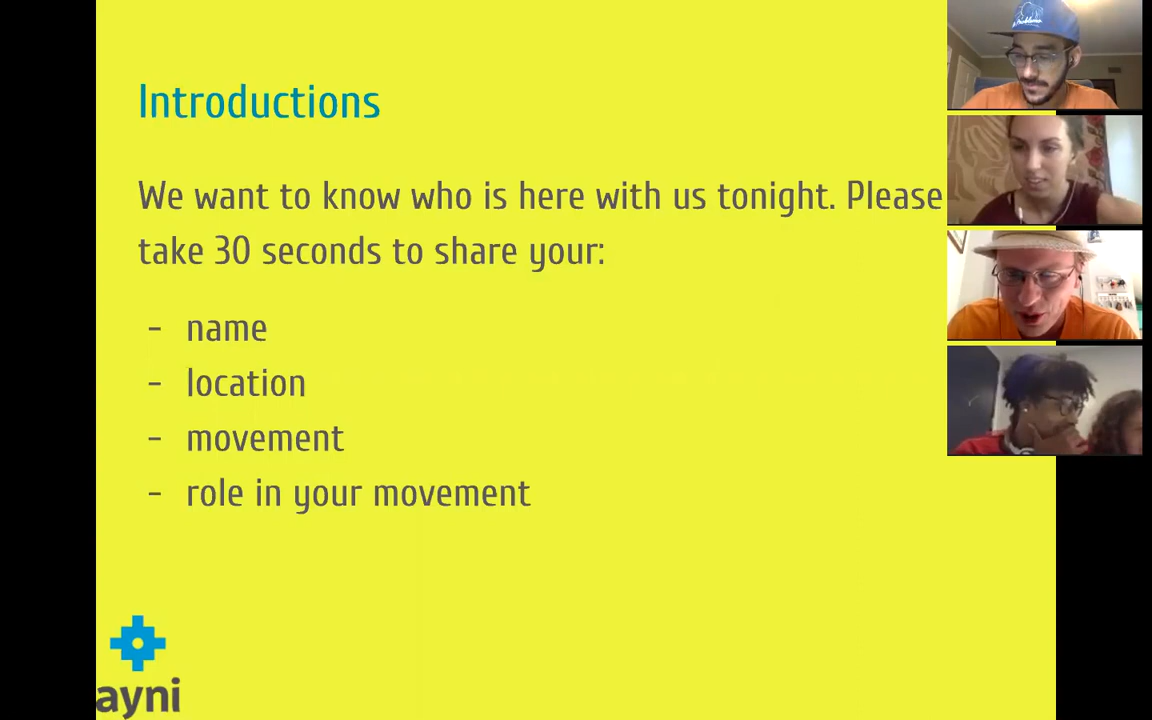 Introductions
We want to know who is here with us tonight. Please
take 30 seconds to share your:
- name
- location
- movement
- role in your movement
ayni